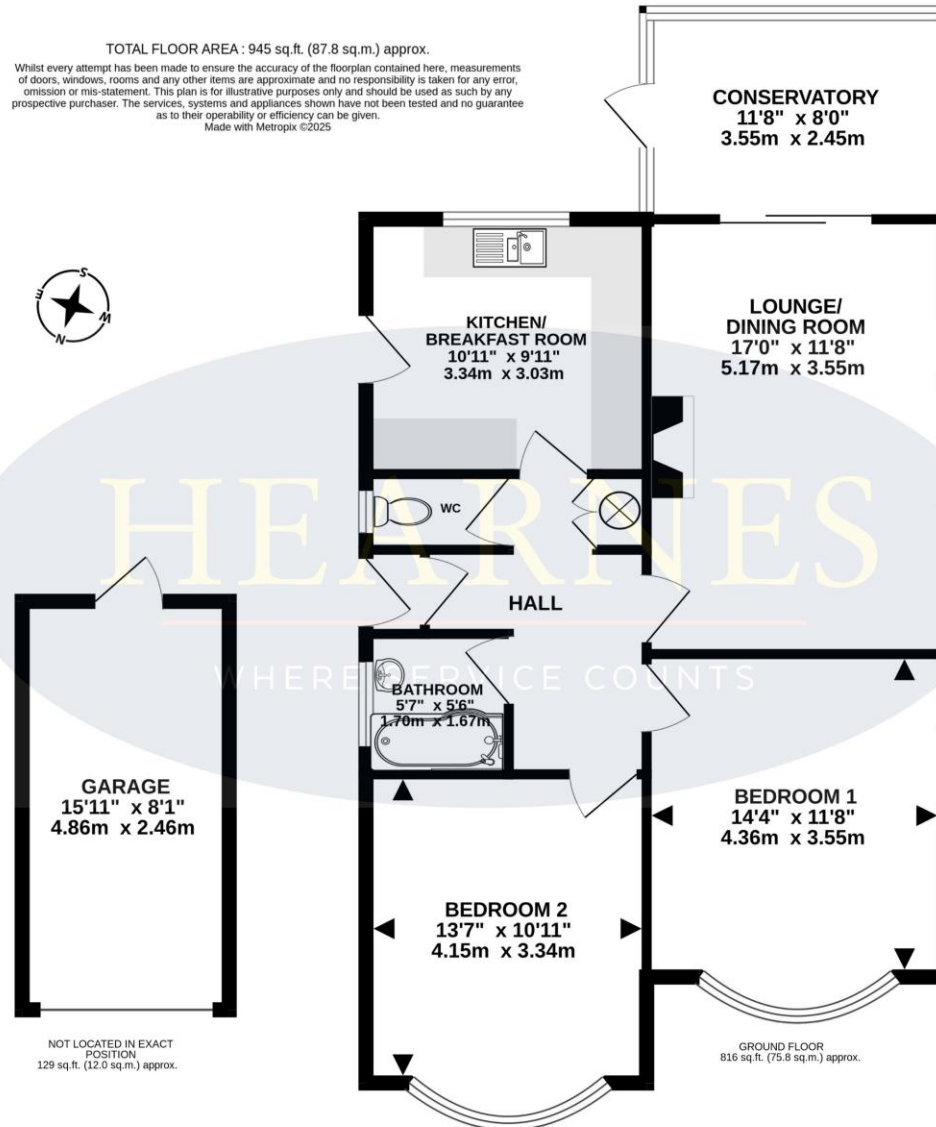 TOTAL FLOOR AREA : 945 sq.ft. (87.8 sq.m.) approx.
Whilst every attempt has been made to ensure the accuracy of the floorplan contained here, measurements
of doors, windows, rooms and any other items are approximate and no responsibility is taken for any error,
omission or mis-statement. This plan is for illustrative purposes only and should be used as such by any
prospective purchaser. The services, systems and appliances shown have not been tested and no guarantee
as to their operability or efficiency can be given.
Made with Metropix ©2025
CONSERVATORY
11'8" x 8'0"
3.55m x 2.45m
S
E
W
N
KITCHEN/
BREAKFAST ROOM
10'11" x 9'11"
3.34m x 3.03m
LOUNGE/
DINING ROOM
17'0" x 11'8"
5.17m x 3.55m
WC
HEARNES
HALL
WHERE SERVICE COUNTS
BATHROOM
5'7" x 5'6"
1.70m x 1.67m
GARAGE
15'11" x 8'1"
4.86m x 2.46m
BEDROOM 1
14'4" x 11'8"
4.36m x 3.55m
BEDROOM 2
13'7" x 10'11"
4.15m x 3.34m
NOT LOCATED IN EXACT
POSITION
129 sq.ft. (12.0 sq.m.) approx.
GROUND FLOOR
816 sq.ft. (75.8 sq.m.) approx.